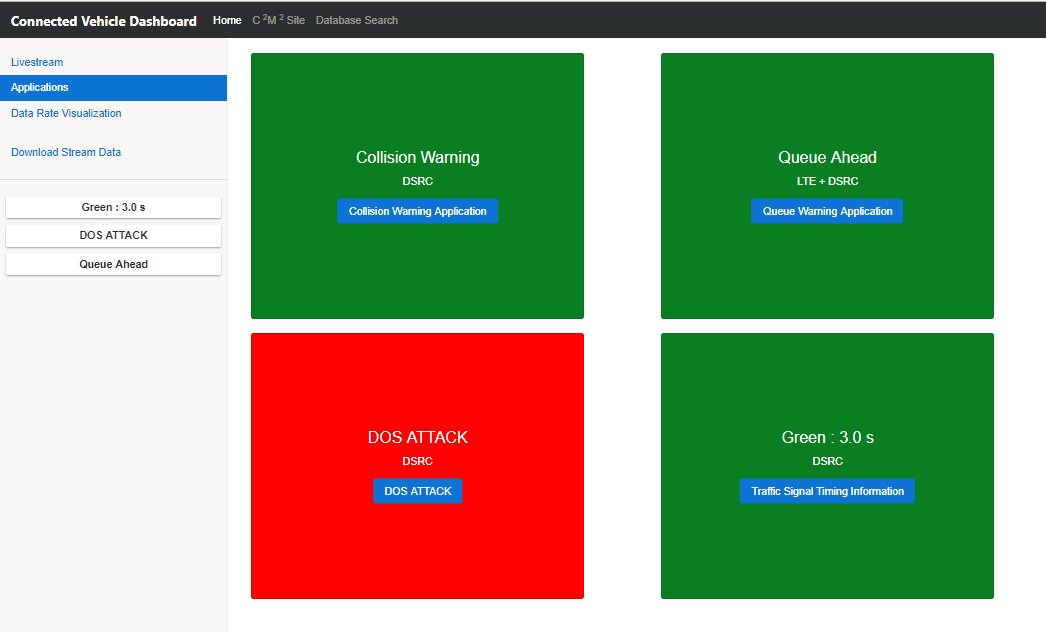 Connected Vehicle Dashboard Home C ²M ² Site Database Search
Livestream
Applications
Data Rate Visualization
Download Stream Data
Green : 3.0 s
DOS ATTACK
Queue Ahead
Collision Warning
DSRC
Collision Warning Application
Queue Ahead
LTE + DSRC
Queue Warning Application
DOS ATTACK
DSRC
DOS ATTACK
Green : 3.0 s
DSRC
Traffic Signal Timing Information